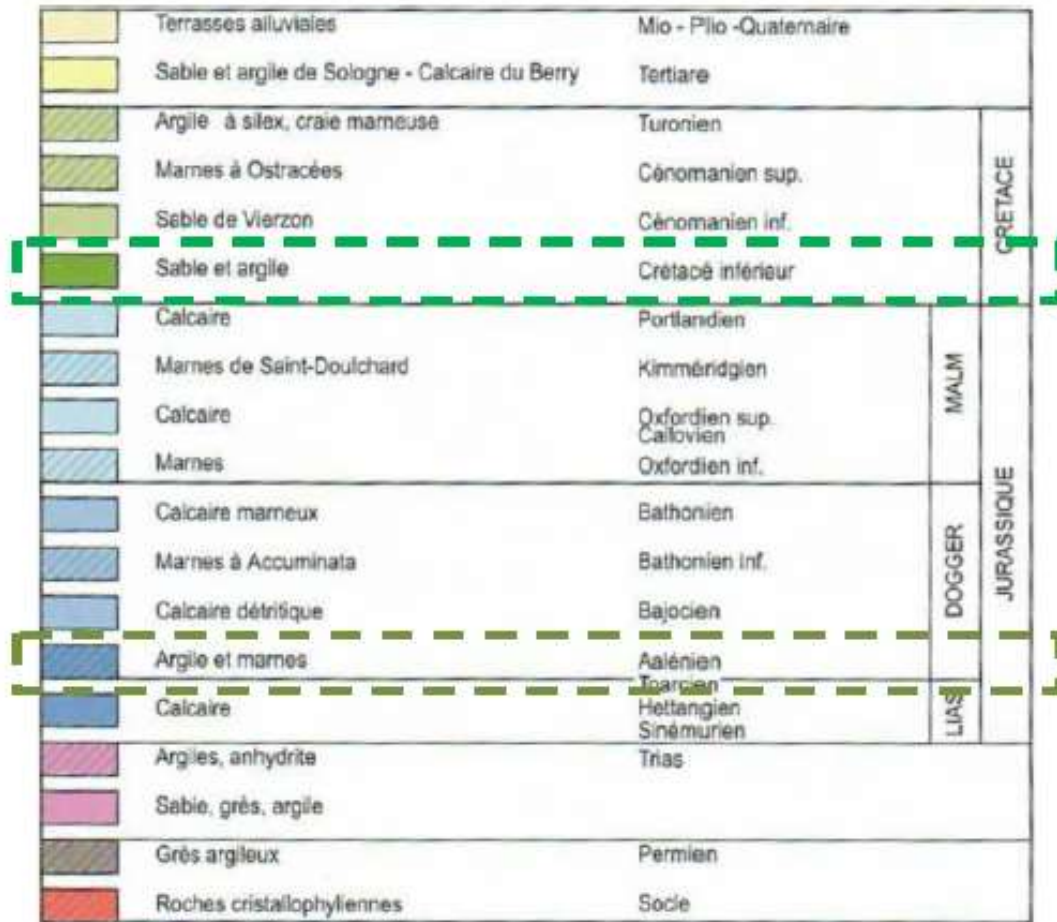 Terrasses alluviales Mio - Plio -Quaternaire
Sable et argile de Sologne - Calcaire du Berry Tertiare
Argile à silex, craie marneuse Turonien
Marnes à Ostracées Cénomanien sup.
Sable de Vierzon Cénomanien inf.
Sable et argile Crétacé inférieur
CRETACE
Calcaire Portlandien
Marnes de Saint-Doulchard Kimméridgien
Calcaire Oxfordien sup.
Callovien
Marnes Oxfordien inf.
MALM
Calcaire marneux Bathonien
Marnes à Accuminata Bathonien Inf.
Calcaire détritique Bajocien
Argile et marnes Aalénien
DOGGER
Toarcien
Calcaire Hettangien
Sinémurien
LIAS
JURASSIQUE
Argiles, anhydrite Trias
Sable, grés, argile
Grès argileux Permien
Roches cristallophyliennes Socle